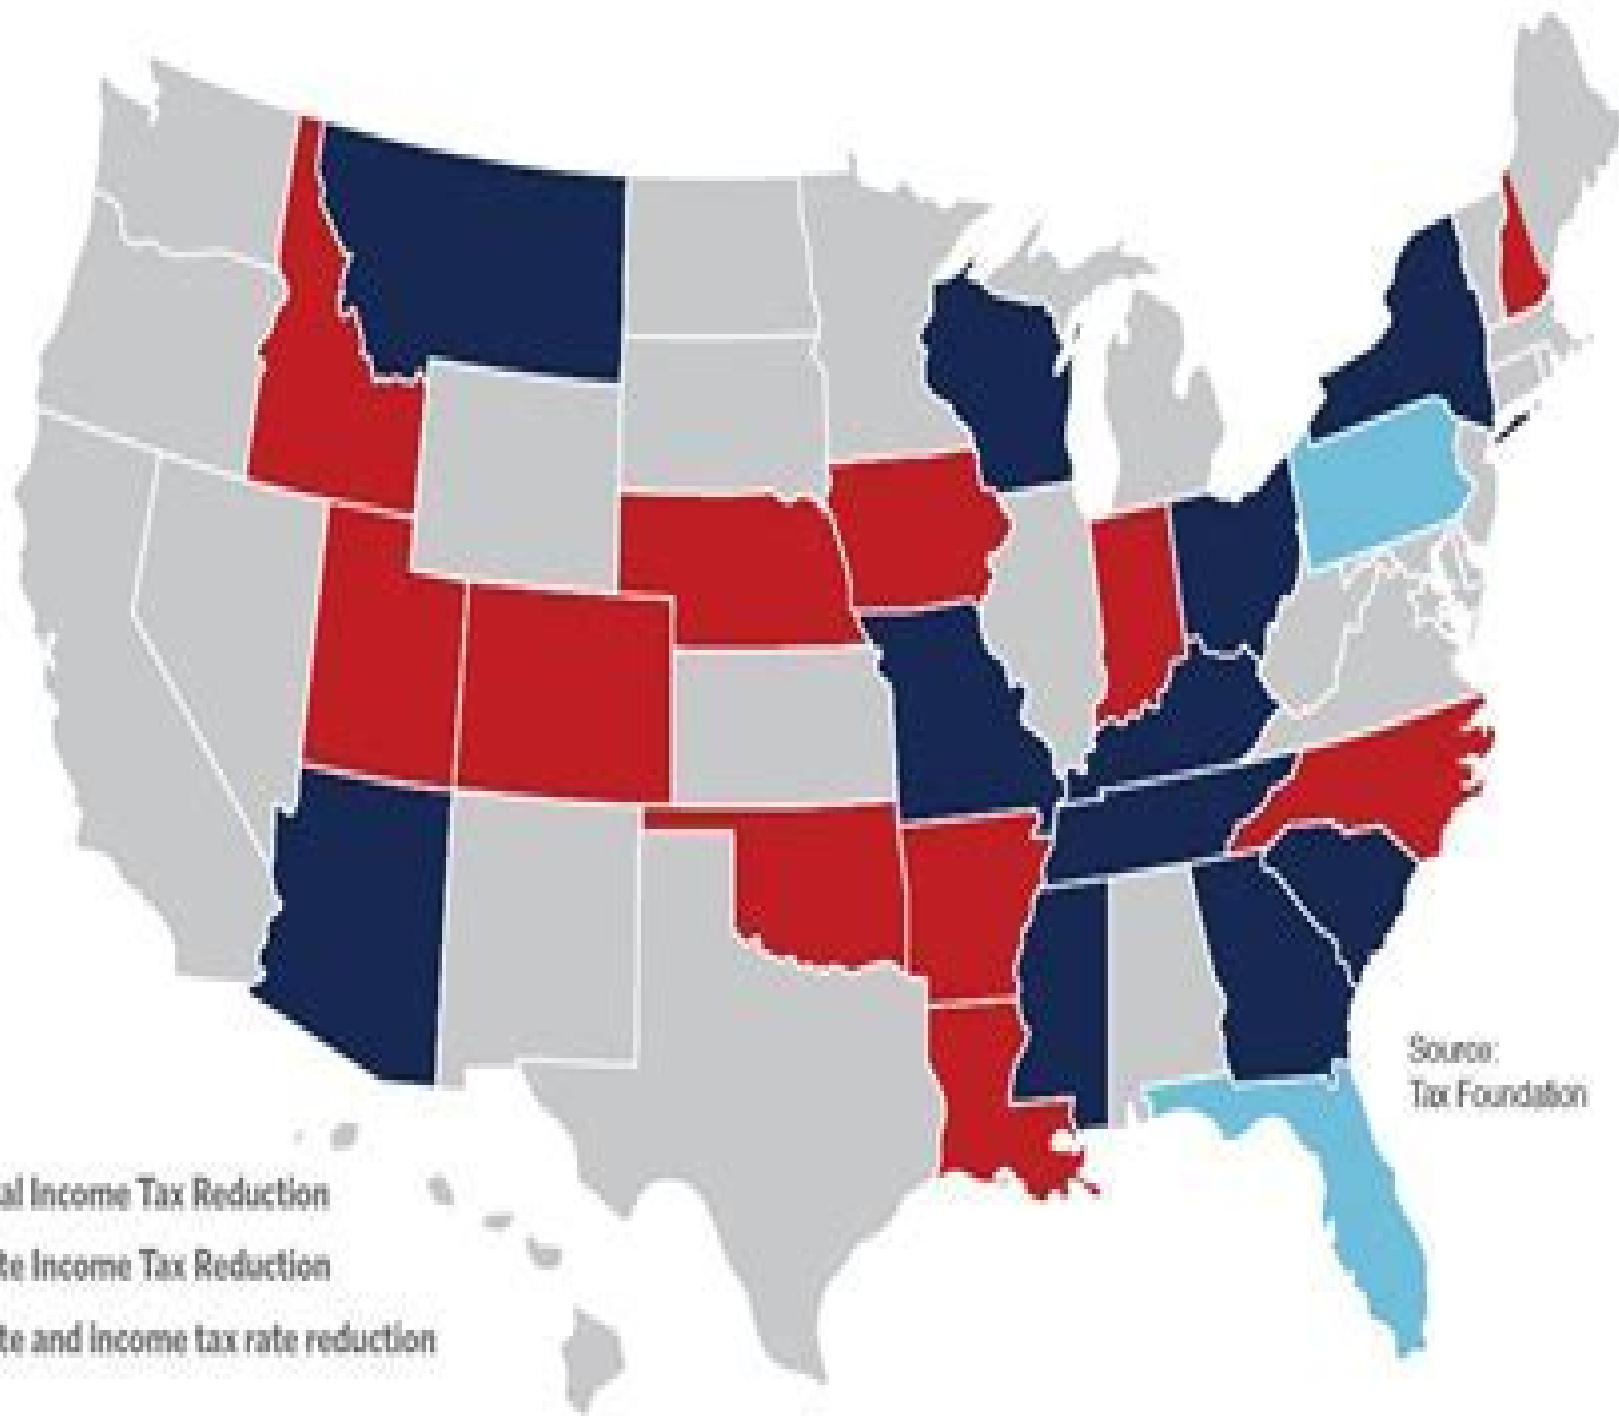 Source:
Tax Foundation
al Income Tax Reduction
te Income Tax Reduction
te and income tax rate reduction